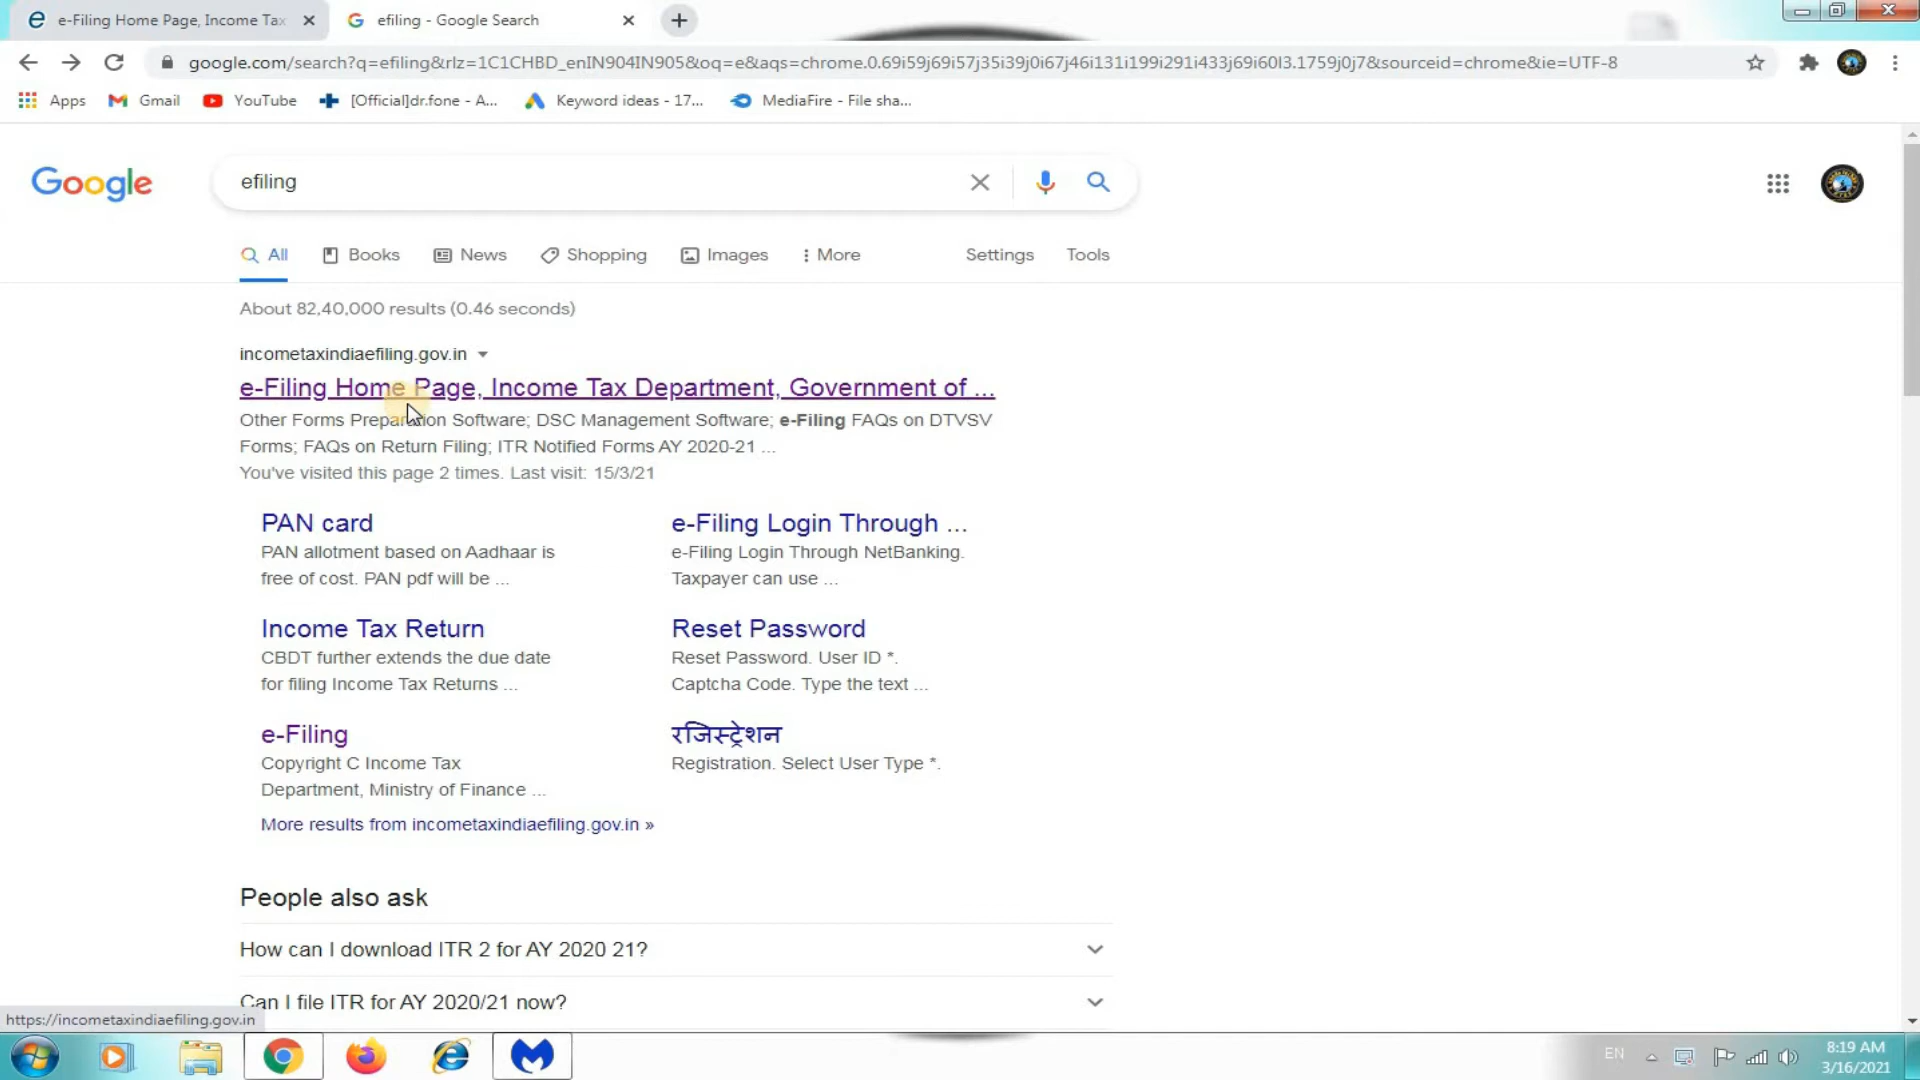 e-Filing Home Page, Income Tax
efiling - Google Search
google.com/search?q=efiling&rlz=1C1CHBD_enIN904IN905&oq=e&aqs=chrome.0.69i59j69i57j35i39j0i67j46i131i199i291i433j69i60l3.1759j0j7&sourceid=chrome&ie=UTF-8
Apps
Gmail
YouTube
[Official]dr.fone - A...
Keyword ideas - 17...
MediaFire - File sha...
Google
efiling
All
Books
News
Shopping
Images
More
Settings
Tools
About 82,40,000 results (0.46 seconds)
incometaxindiaefiling.gov.in
e-Filing Home Page, Income Tax Department, Government of ...
Other Forms Preparation Software; DSC Management Software; e-Filing FAQs on DTVSV
Forms; FAQs on Return Filing; ITR Notified Forms AY 2020-21 ...
You've visited this page 2 times. Last visit: 15/3/21
PAN card
PAN allotment based on Aadhaar is
free of cost. PAN pdf will be ...
e-Filing Login Through ...
e-Filing Login Through NetBanking.
Taxpayer can use ...
Income Tax Return
CBDT further extends the due date
for filing Income Tax Returns ...
Reset Password
Reset Password. User ID *.
Captcha Code. Type the text ...
e-Filing
Copyright C Income Tax
Department, Ministry of Finance ...
रजिस्ट्रेशन
Registration. Select User Type *.
More results from incometaxindiaefiling.gov.in »
People also ask
How can I download ITR 2 for AY 2020 21?
Can I file ITR for AY 2020/21 now?
https://incometaxindiaefiling.gov.in
EN
8:19 AM
3/16/2021